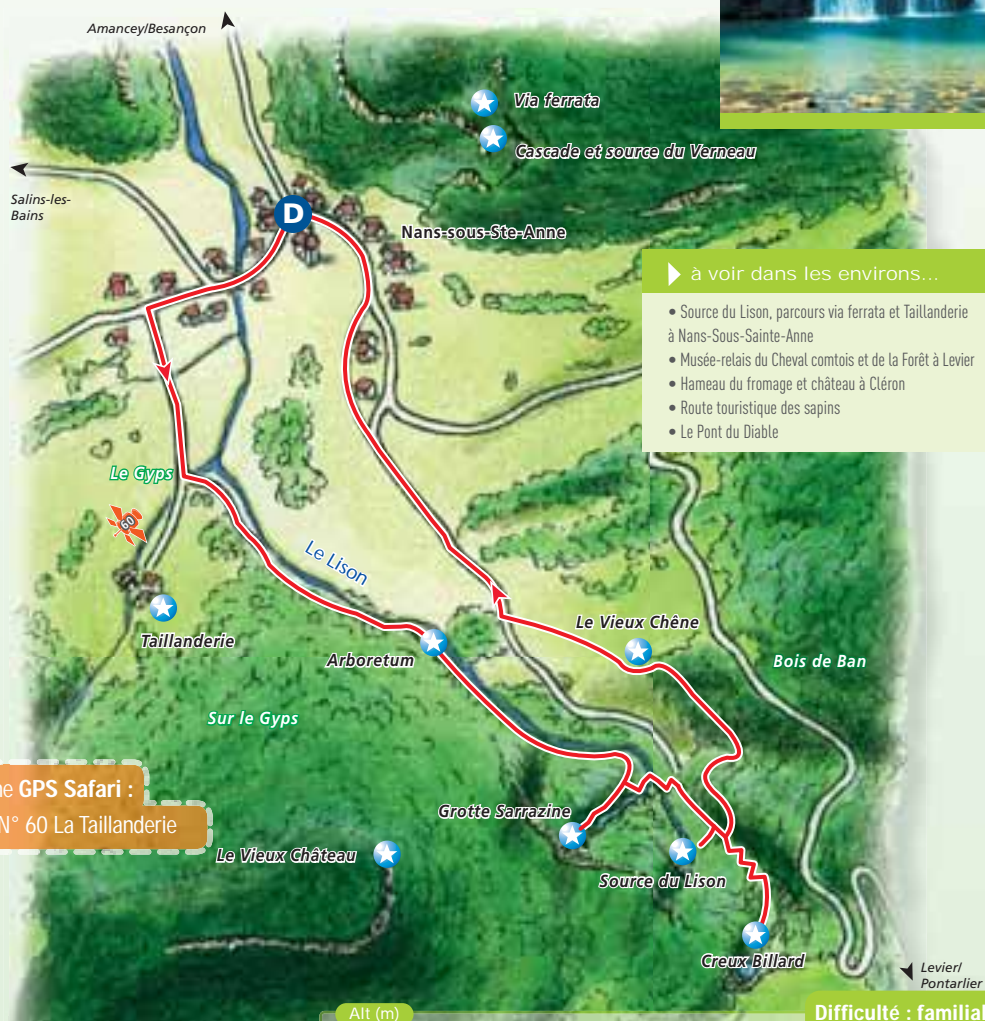 Amancey/Besançon
Via ferrata
Cascade et source du Verneau
Salins-les-
Bains
D
Nans-sous-Ste-Anne
à voir dans les environs...
• Source du Lison, parcours via ferrata et Taillanderie
à Nans-Sous-Sainte-Anne
• Musée-relais du Cheval comtois et de la Forêt à Levier
• Hameau du fromage et château à Cléron
• Route touristique des sapins
• Le Pont du Diable
Le Gyps
60
Le Lison
Taillanderie
Arboretum
Le Vieux Chêne
Bois de Ban
Sur le Gyps
GPS Safari :
N° 60 La Taillanderie
Grotte Sarrazine
Le Vieux Château
Source du Lison
Creux Billard
Levier/
Pontarlier
Alt (m)
Difficulté : familial